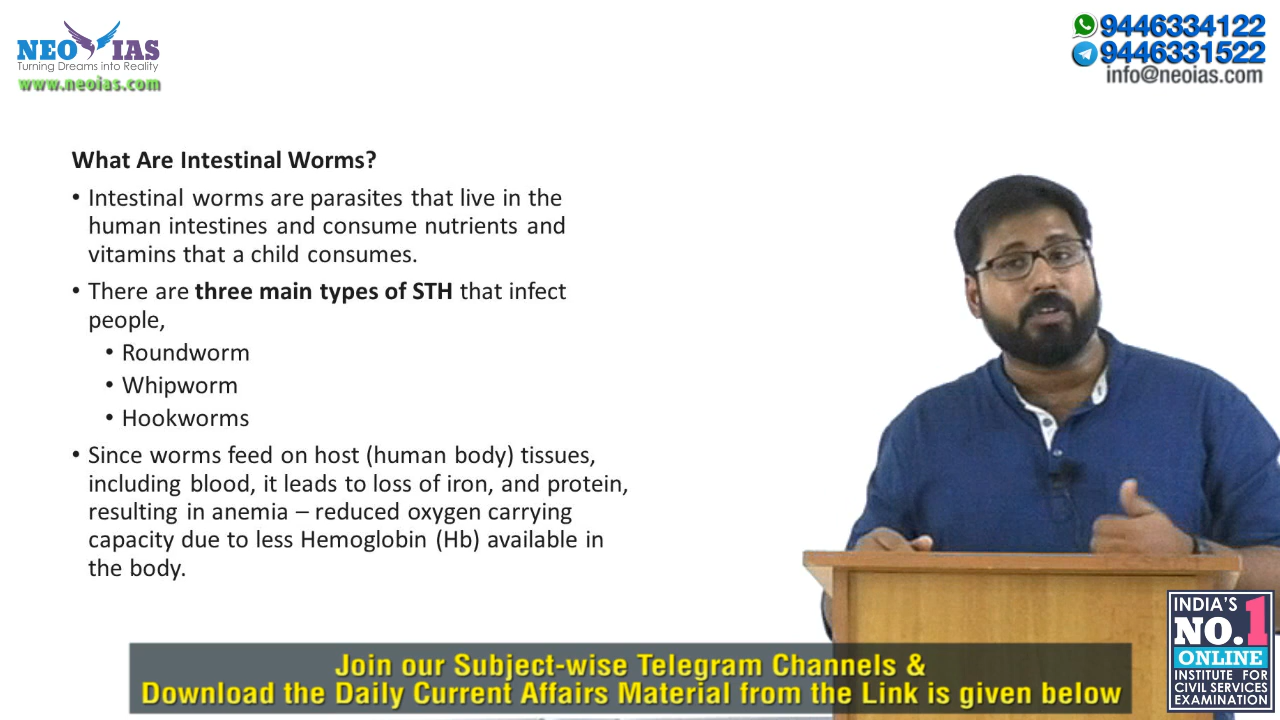 NEO IAS
Turning Dreams into Reality
www.neoias.com
9446334122
9446331522
info@neoias.com
What Are Intestinal Worms?
• Intestinal worms are parasites that live in the
human intestines and consume nutrients and
vitamins that a child consumes.
• There are three main types of STH that infect
people,
• Roundworm
• Whipworm
• Hookworms
• Since worms feed on host (human body) tissues,
including blood, it leads to loss of iron, and protein,
resulting in anemia – reduced oxygen carrying
capacity due to less Hemoglobin (Hb) available in
the body.
INDIA'S
NO.1
ONLINE
INSTITUTE FOR
CIVIL SERVICES
EXAMINATION
Join our Subject-wise Telegram Channels &
Download the Daily Current Affairs Material from the Link is given below